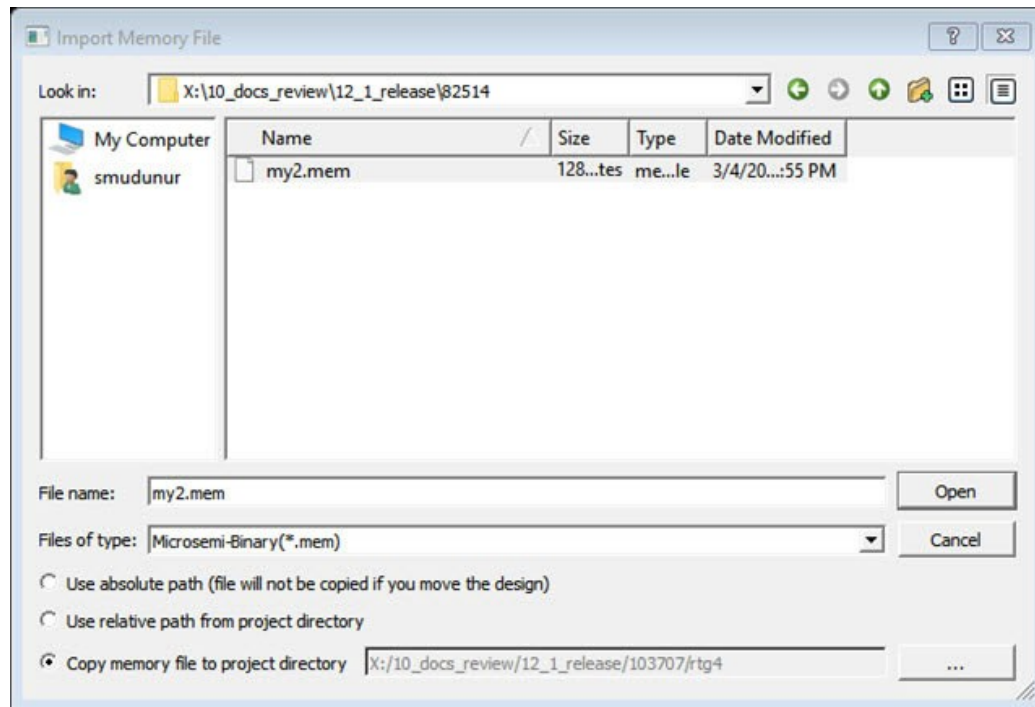 Import Memory File
Look in: X:\10_docs_review\12_1_release\82514
My Computer
smudunur
Name Size Type Date Modified
my2.mem 128...tes me...le 3/4/20...:55 PM
File name: my2.mem Open
Files of type: Microsemi-Binary(*.mem) Cancel
Use absolute path (file will not be copied if you move the design)
Use relative path from project directory
Copy memory file to project directory X:/10_docs_review/12_1_release/103707/rtg4 ...